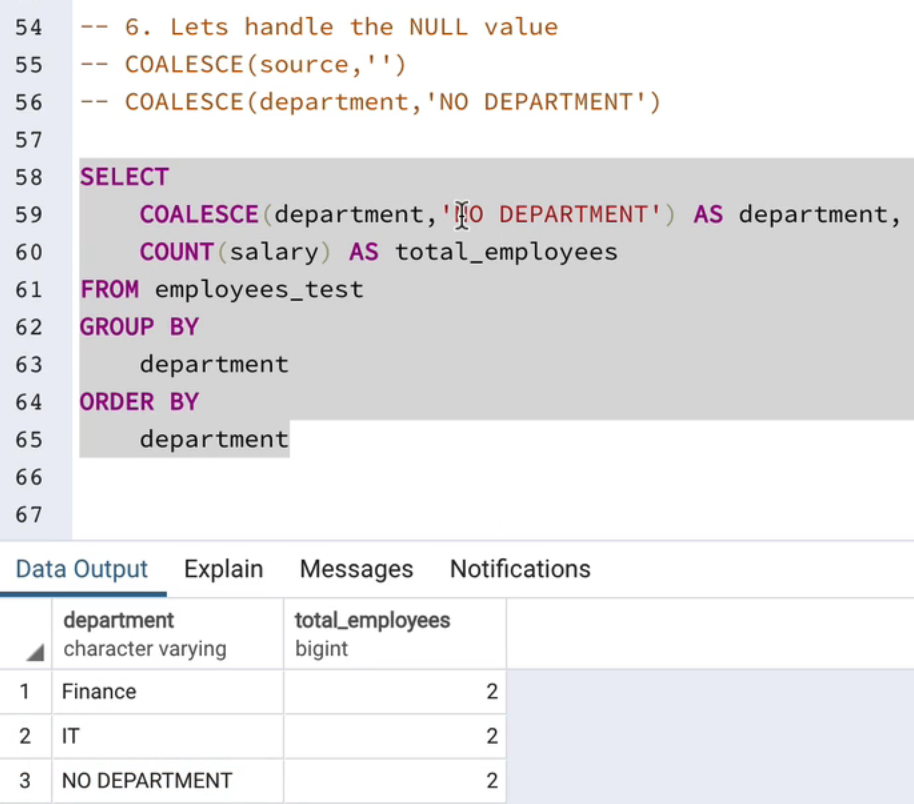 54 -- 6. Lets handle the NULL value
55 -- COALESCE(source,'')
56 -- COALESCE(department,'NO DEPARTMENT')
57
58 SELECT
59 COALESCE(department,'NO DEPARTMENT') AS department,
60 COUNT(salary) AS total_employees
61 FROM employees_test
62 GROUP BY
63 department
64 ORDER BY
65 department
66
67
Data Output Explain Messages Notifications
department total_employees
character varying bigint
1 Finance 2
2 IT 2
3 NO DEPARTMENT 2